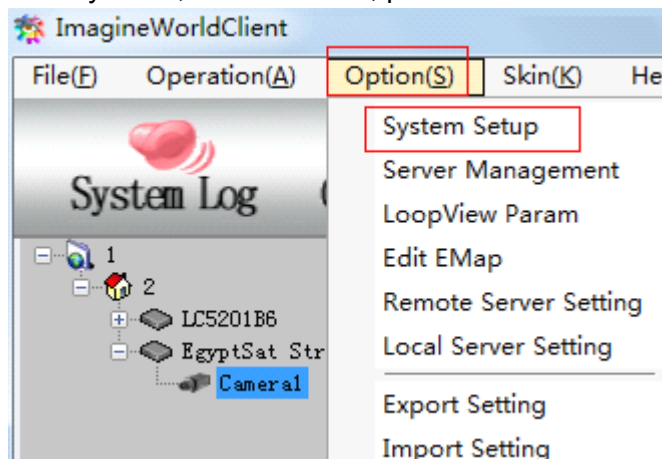 ImagineWorldClient
File(F) Operation(A) Option(S) Skin(K) He
System Setup
Server Management
LoopView Param
Edit EMap
Remote Server Setting
Local Server Setting
Export Setting
Import Setting
System Log
1
2
LC5201B6
EgyptSat Str
Camera1